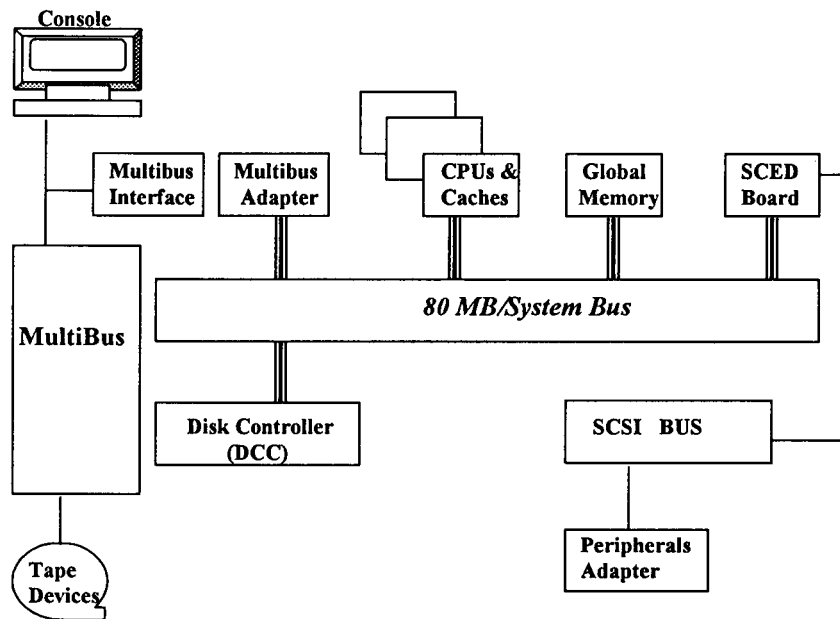 Console
Multibus
Interface
Multibus
Adapter
CPUs &
Caches
Global
Memory
SCED
Board
80 MB/System Bus
MultiBus
Disk Controller
(DCC)
SCSI BUS
Peripherals
Adapter
Tape
Devices